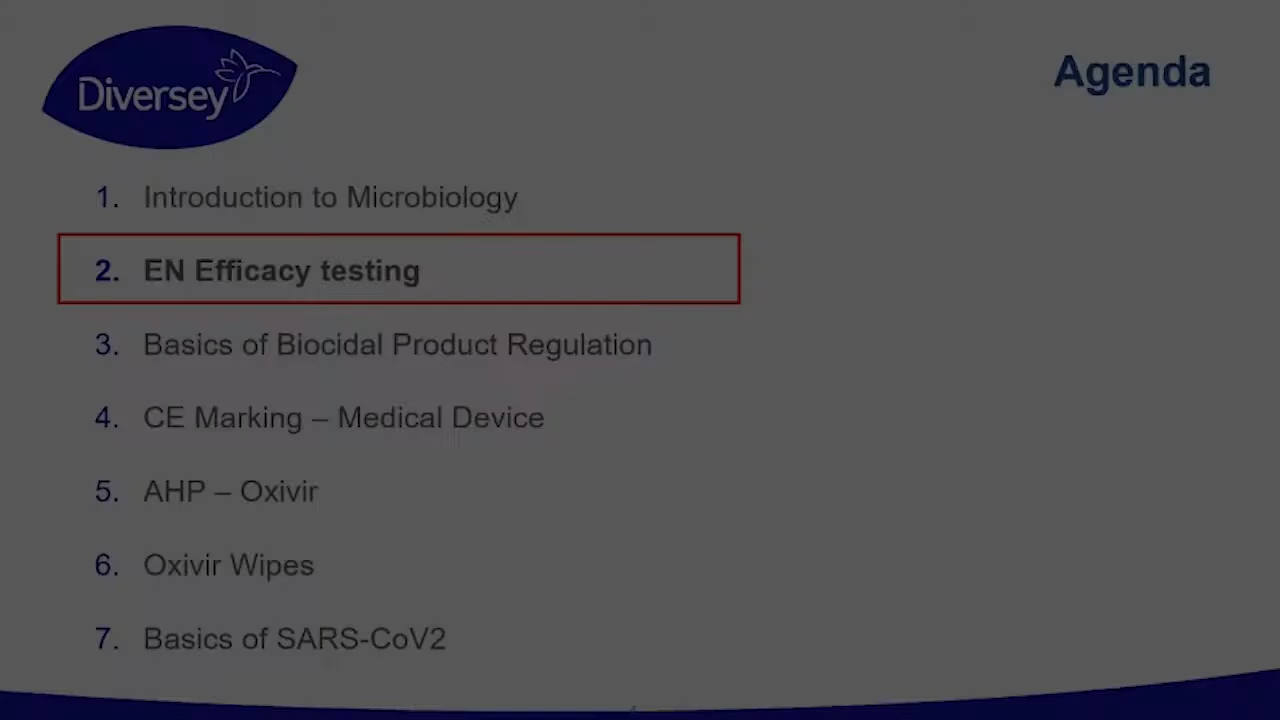 Diversey
Agenda
1. Introduction to Microbiology
2. EN Efficacy testing
3. Basics of Biocidal Product Regulation
4. CE Marking – Medical Device
5. AHP – Oxivir
6. Oxivir Wipes
7. Basics of SARS-CoV2